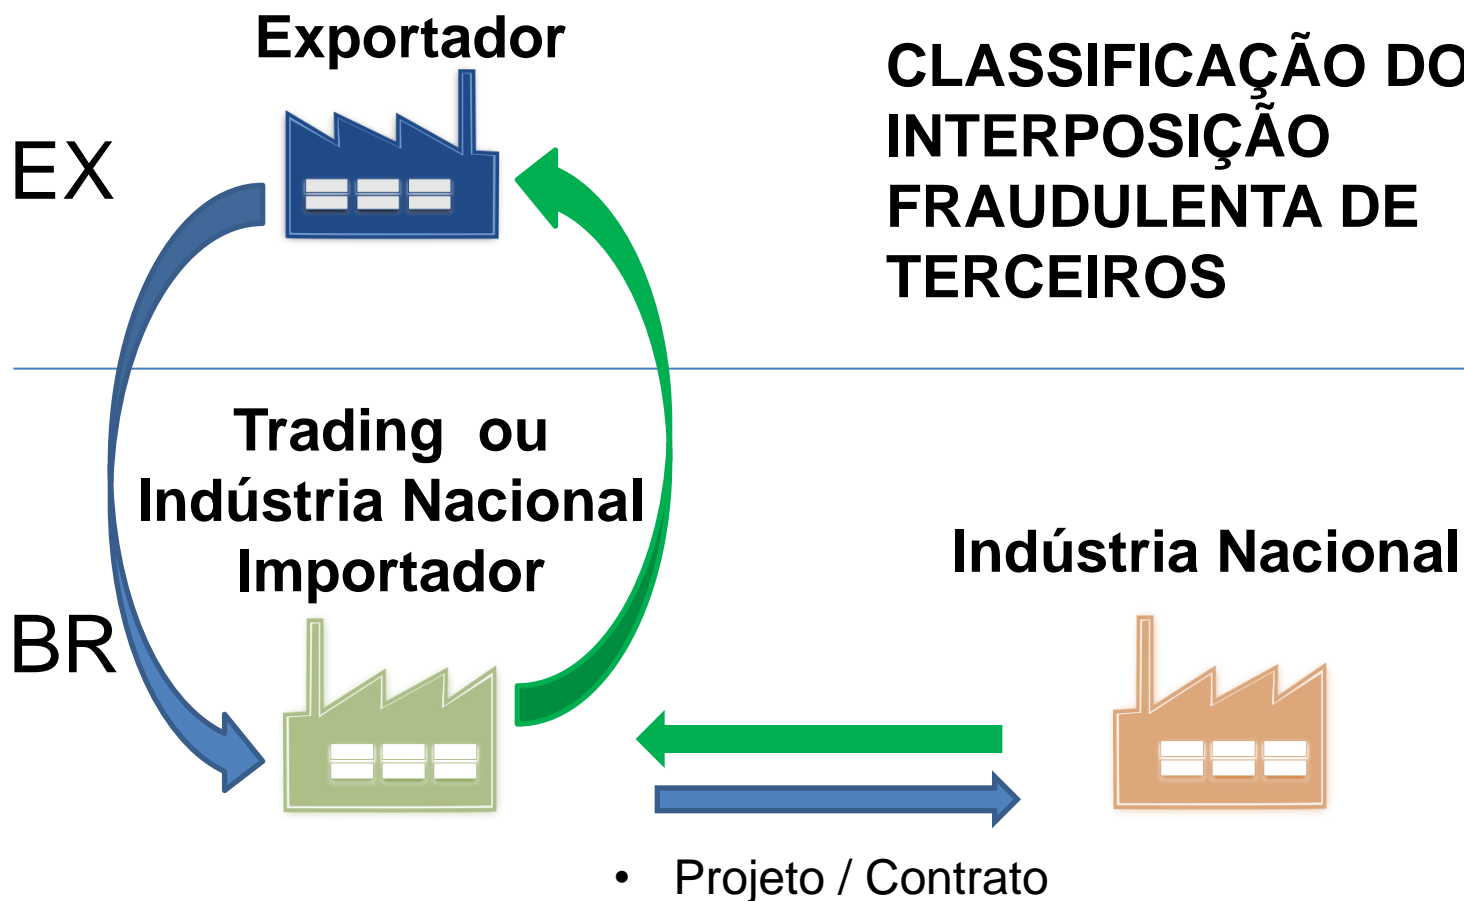 Exportador
CLASSIFICAÇÃO DO
INTERPOSIÇÃO
FRAUDULENTA DE
TERCEIROS
EX
Trading ou
Indústria Nacional
Importador
Indústria Nacional
BR
• Projeto / Contrato